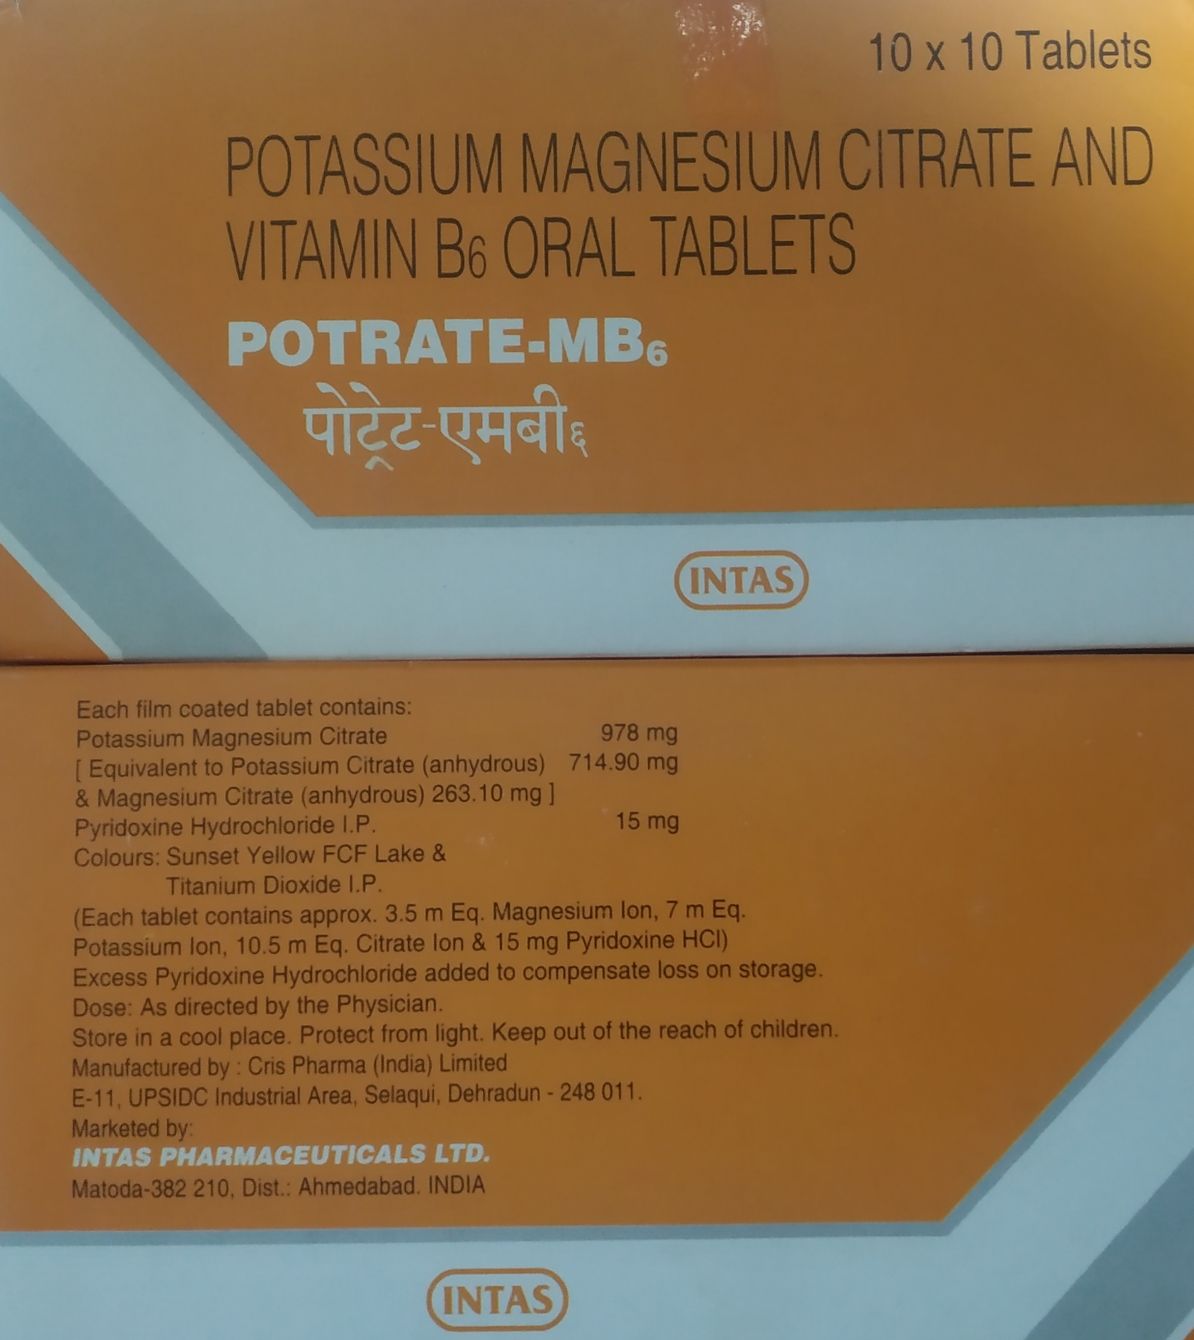 10 x 10 Tablets
POTASSIUM MAGNESIUM CITRATE AND
VITAMIN B6 ORAL TABLETS
POTRATE-MB6
पोट्रेट-एमबी६
INTAS
Each film coated tablet contains:
Potassium Magnesium Citrate 978 mg
[ Equivalent to Potassium Citrate (anhydrous) 714.90 mg
& Magnesium Citrate (anhydrous) 263.10 mg ]
Pyridoxine Hydrochloride I.P. 15 mg
Colours: Sunset Yellow FCF Lake &
Titanium Dioxide I.P.
(Each tablet contains approx. 3.5 m Eq. Magnesium Ion, 7 m Eq.
Potassium Ion, 10.5 m Eq. Citrate Ion & 15 mg Pyridoxine HCl)
Excess Pyridoxine Hydrochloride added to compensate loss on storage.
Dose: As directed by the Physician.
Store in a cool place. Protect from light. Keep out of the reach of children.
Manufactured by : Cris Pharma (India) Limited
E-11, UPSIDC Industrial Area, Selaqui, Dehradun - 248 011.
Marketed by:
INTAS PHARMACEUTICALS LTD.
Matoda-382 210, Dist.: Ahmedabad. INDIA
INTAS